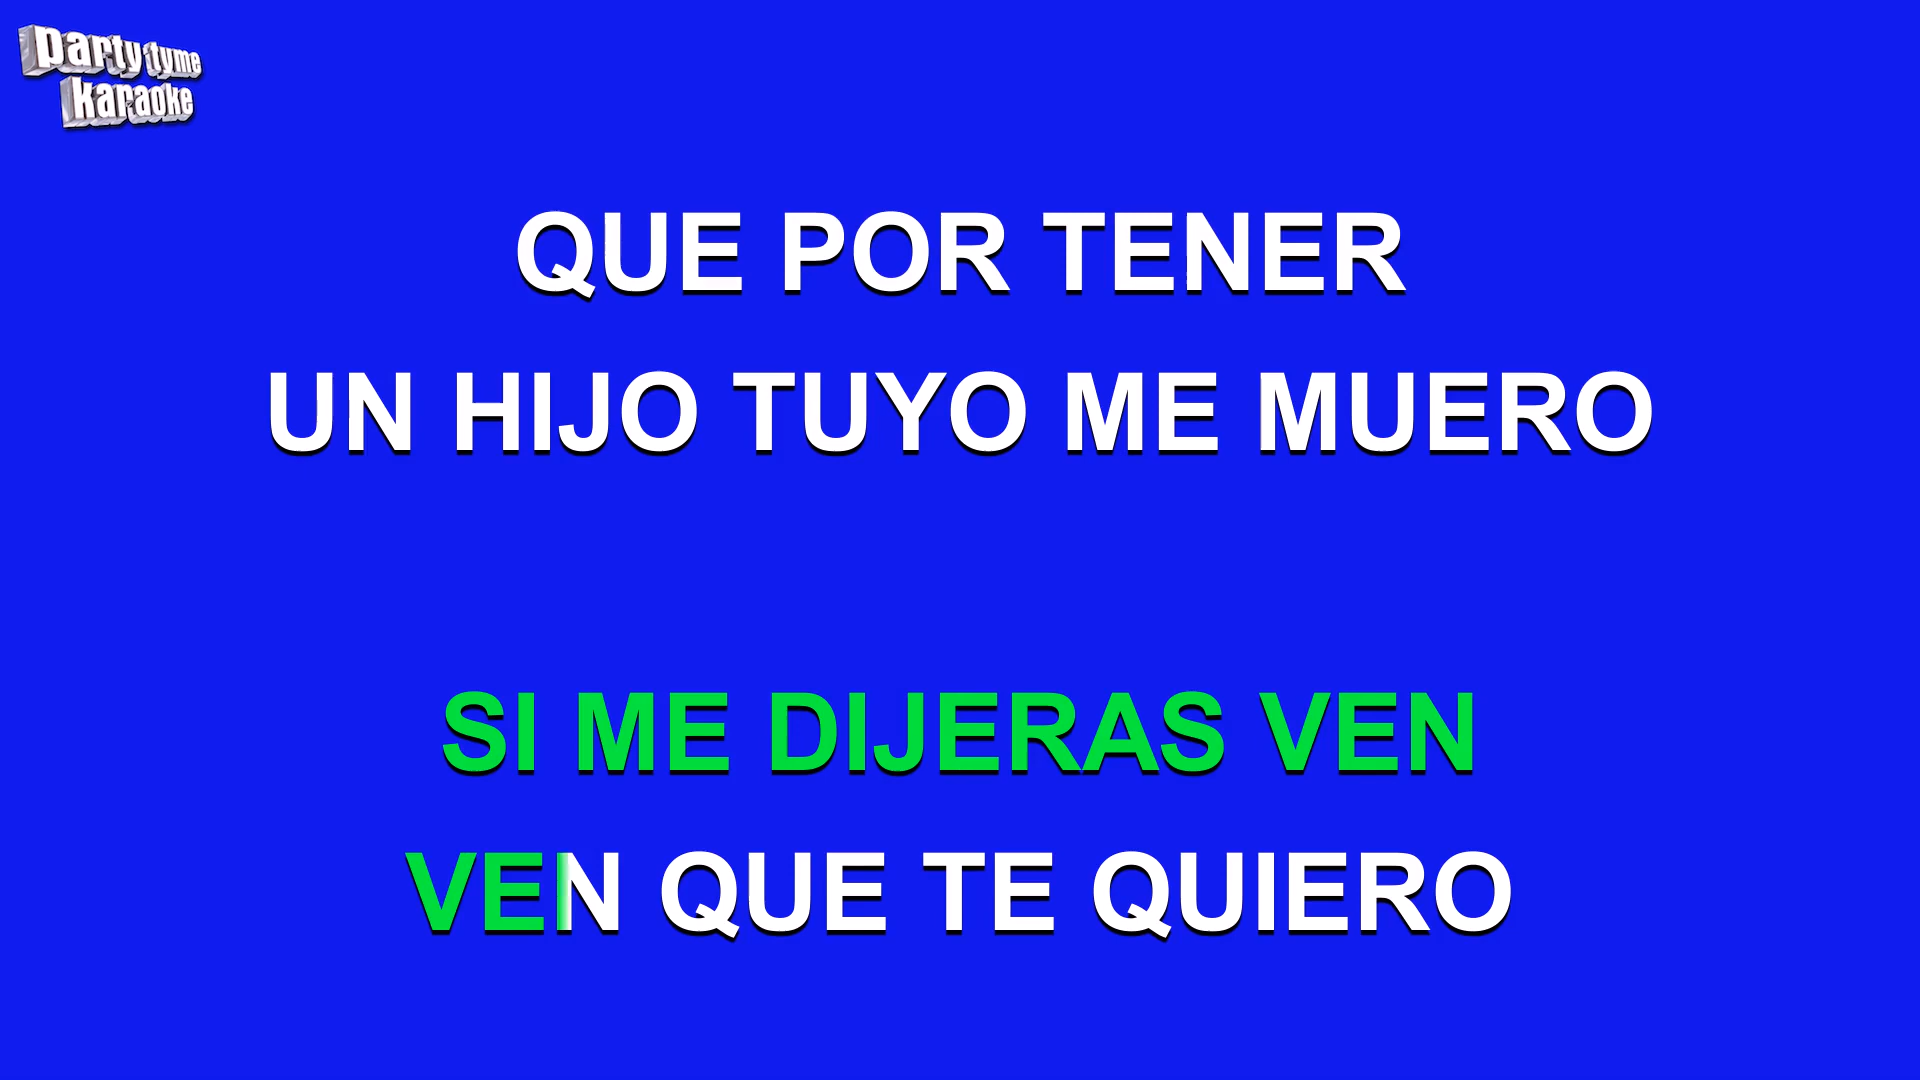 party tyme
karaoke
QUE POR TENER
UN HIJO TUYO ME MUERO
SI ME DIJERAS VEN
VEN QUE TE QUIERO